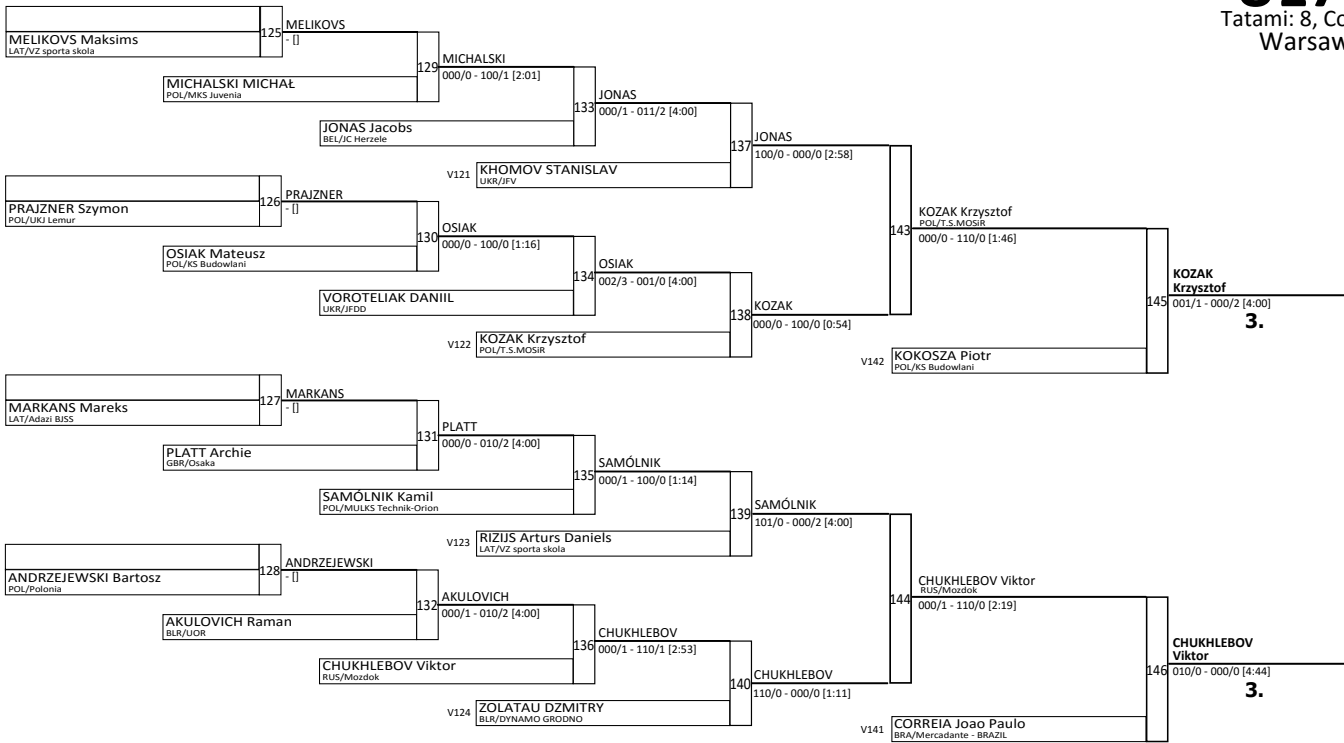 Tatami: 8, Co
Warsaw
125
MELIKOVS
- []
MELIKOVS Maksims
LAT/VZ sporta skola
129
MICHALSKI
000/0 - 100/1 [2:01]
MICHALSKI MICHAŁ
POL/MKS Juvenia
133
JONAS
000/1 - 011/2 [4:00]
JONAS Jacobs
BEL/JC Herzele
137
JONAS
100/0 - 000/0 [2:58]
V121
KHOMOV STANISLAV
UKR/JFV
126
PRAJZNER
- []
PRAJZNER Szymon
POL/UKJ Lemur
130
OSIAK
000/0 - 100/0 [1:16]
OSIAK Mateusz
POL/KS Budowlani
134
OSIAK
002/3 - 001/0 [4:00]
VOROTELIAK DANIIL
UKR/JFDD
138
KOZAK
000/0 - 100/0 [0:54]
V122
KOZAK Krzysztof
POL/T.S.MOSiR
143
KOZAK Krzysztof
POL/T.S.MOSiR
000/0 - 110/0 [1:46]
145
KOZAK
Krzysztof
001/1 - 000/2 [4:00]
3.
V142
KOKOSZA Piotr
POL/KS Budowlani
127
MARKANS
- []
MARKANS Mareks
LAT/Adazi BJSS
131
PLATT
000/0 - 010/2 [4:00]
PLATT Archie
GBR/Osaka
135
SAMÓLNIK
000/1 - 100/0 [1:14]
SAMÓLNIK Kamil
POL/MULKS Technik-Orion
139
SAMÓLNIK
101/0 - 000/2 [4:00]
V123
RIZIJS Arturs Daniels
LAT/VZ sporta skola
128
ANDRZEJEWSKI
- []
ANDRZEJEWSKI Bartosz
POL/Polonia
132
AKULOVICH
000/1 - 010/2 [4:00]
AKULOVICH Raman
BLR/UOR
136
CHUKHLEBOV
000/1 - 110/1 [2:53]
CHUKHLEBOV Viktor
RUS/Mozdok
140
CHUKHLEBOV
110/0 - 000/0 [1:11]
V124
ZOLATAU DZMITRY
BLR/DYNAMO GRODNO
144
CHUKHLEBOV Viktor
RUS/Mozdok
000/1 - 110/0 [2:19]
146
CHUKHLEBOV
Viktor
010/0 - 000/0 [4:44]
3.
V141
CORREIA Joao Paulo
BRA/Mercadante - BRAZIL